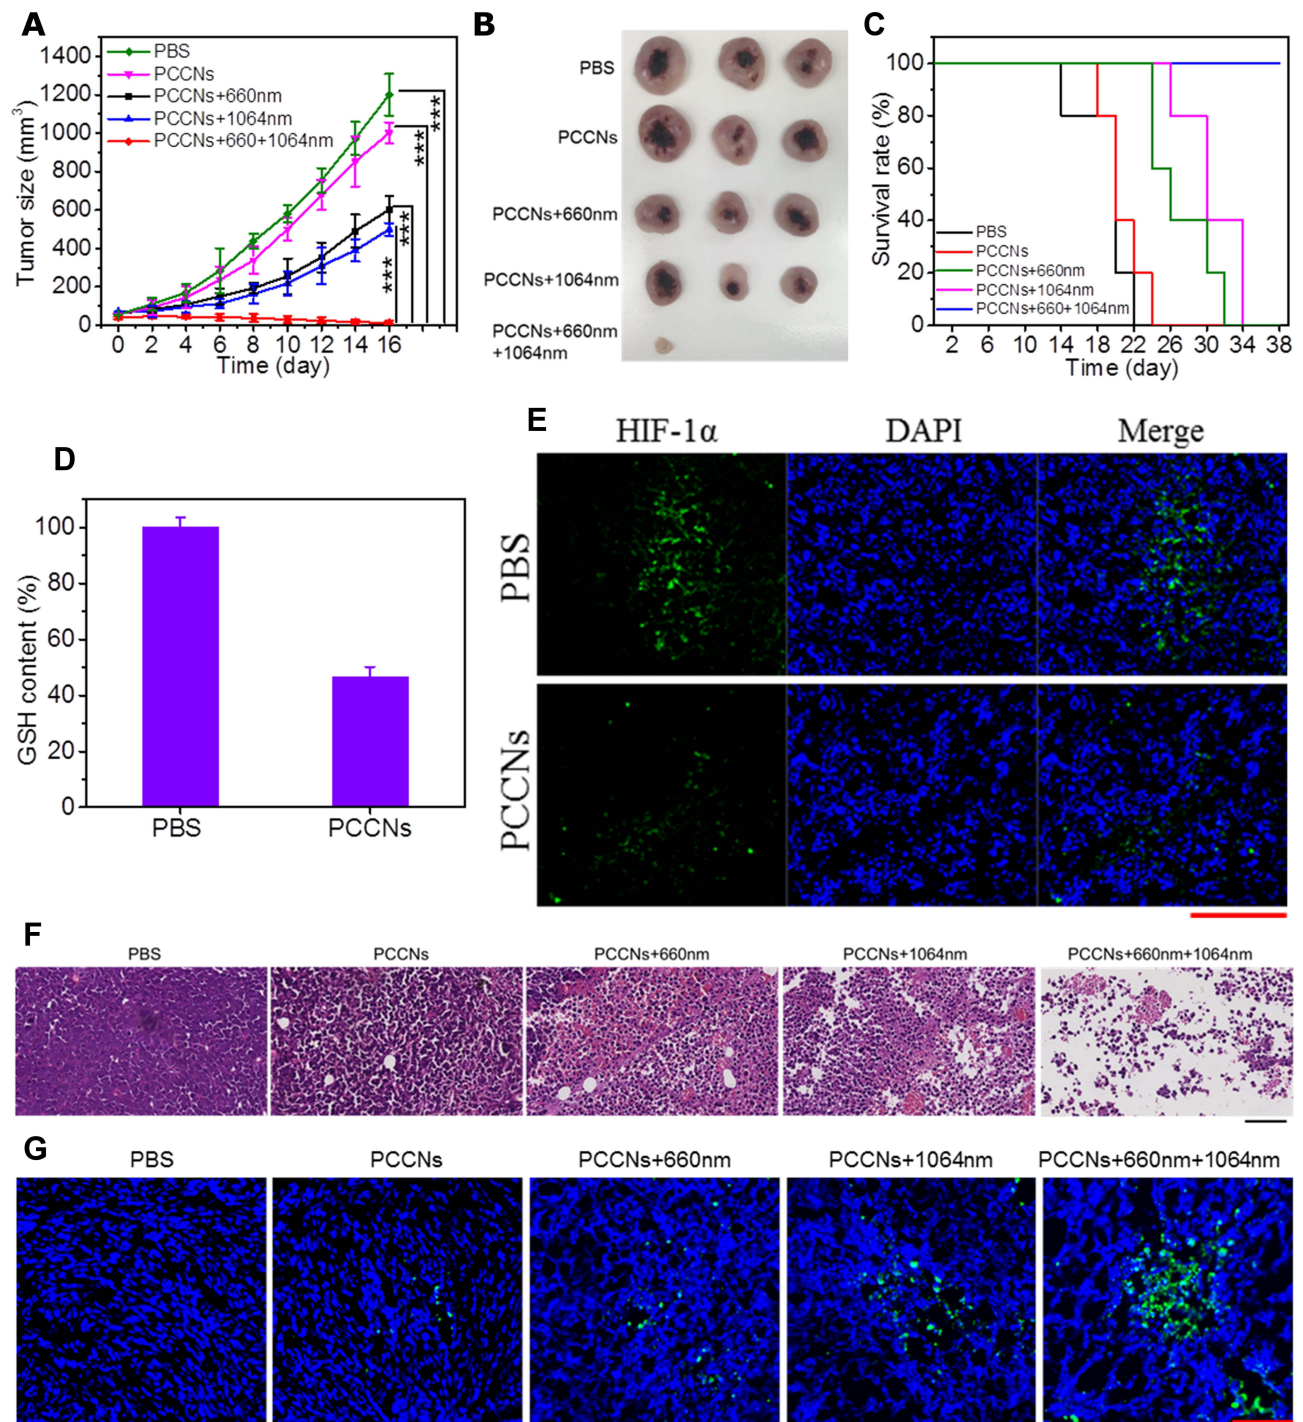 A
Tumor size (mm³)
1400
1200
1000
800
600
400
200
0
PBS
PCCNs
PCCNs+660nm
PCCNs+1064nm
PCCNs+660+1064nm
***
***
***
***
0 2 4 6 8 10 12 14 16
Time (day)
B
PBS
PCCNs
PCCNs+660nm
PCCNs+1064nm
PCCNs+660nm
+1064nm
C
Survival rate (%)
100
80
60
40
20
0
PBS
PCCNs
PCCNs+660nm
PCCNs+1064nm
PCCNs+660+1064nm
2 6 10 14 18 22 26 30 34 38
Time (day)
D
GSH content (%)
100
80
60
40
20
0
PBS PCCNs
E
HIF-1α DAPI Merge
PBS
PCCNs
F
PBS PCCNs PCCNs+660nm PCCNs+1064nm PCCNs+660nm+1064nm
G
PBS PCCNs PCCNs+660nm PCCNs+1064nm PCCNs+660nm+1064nm